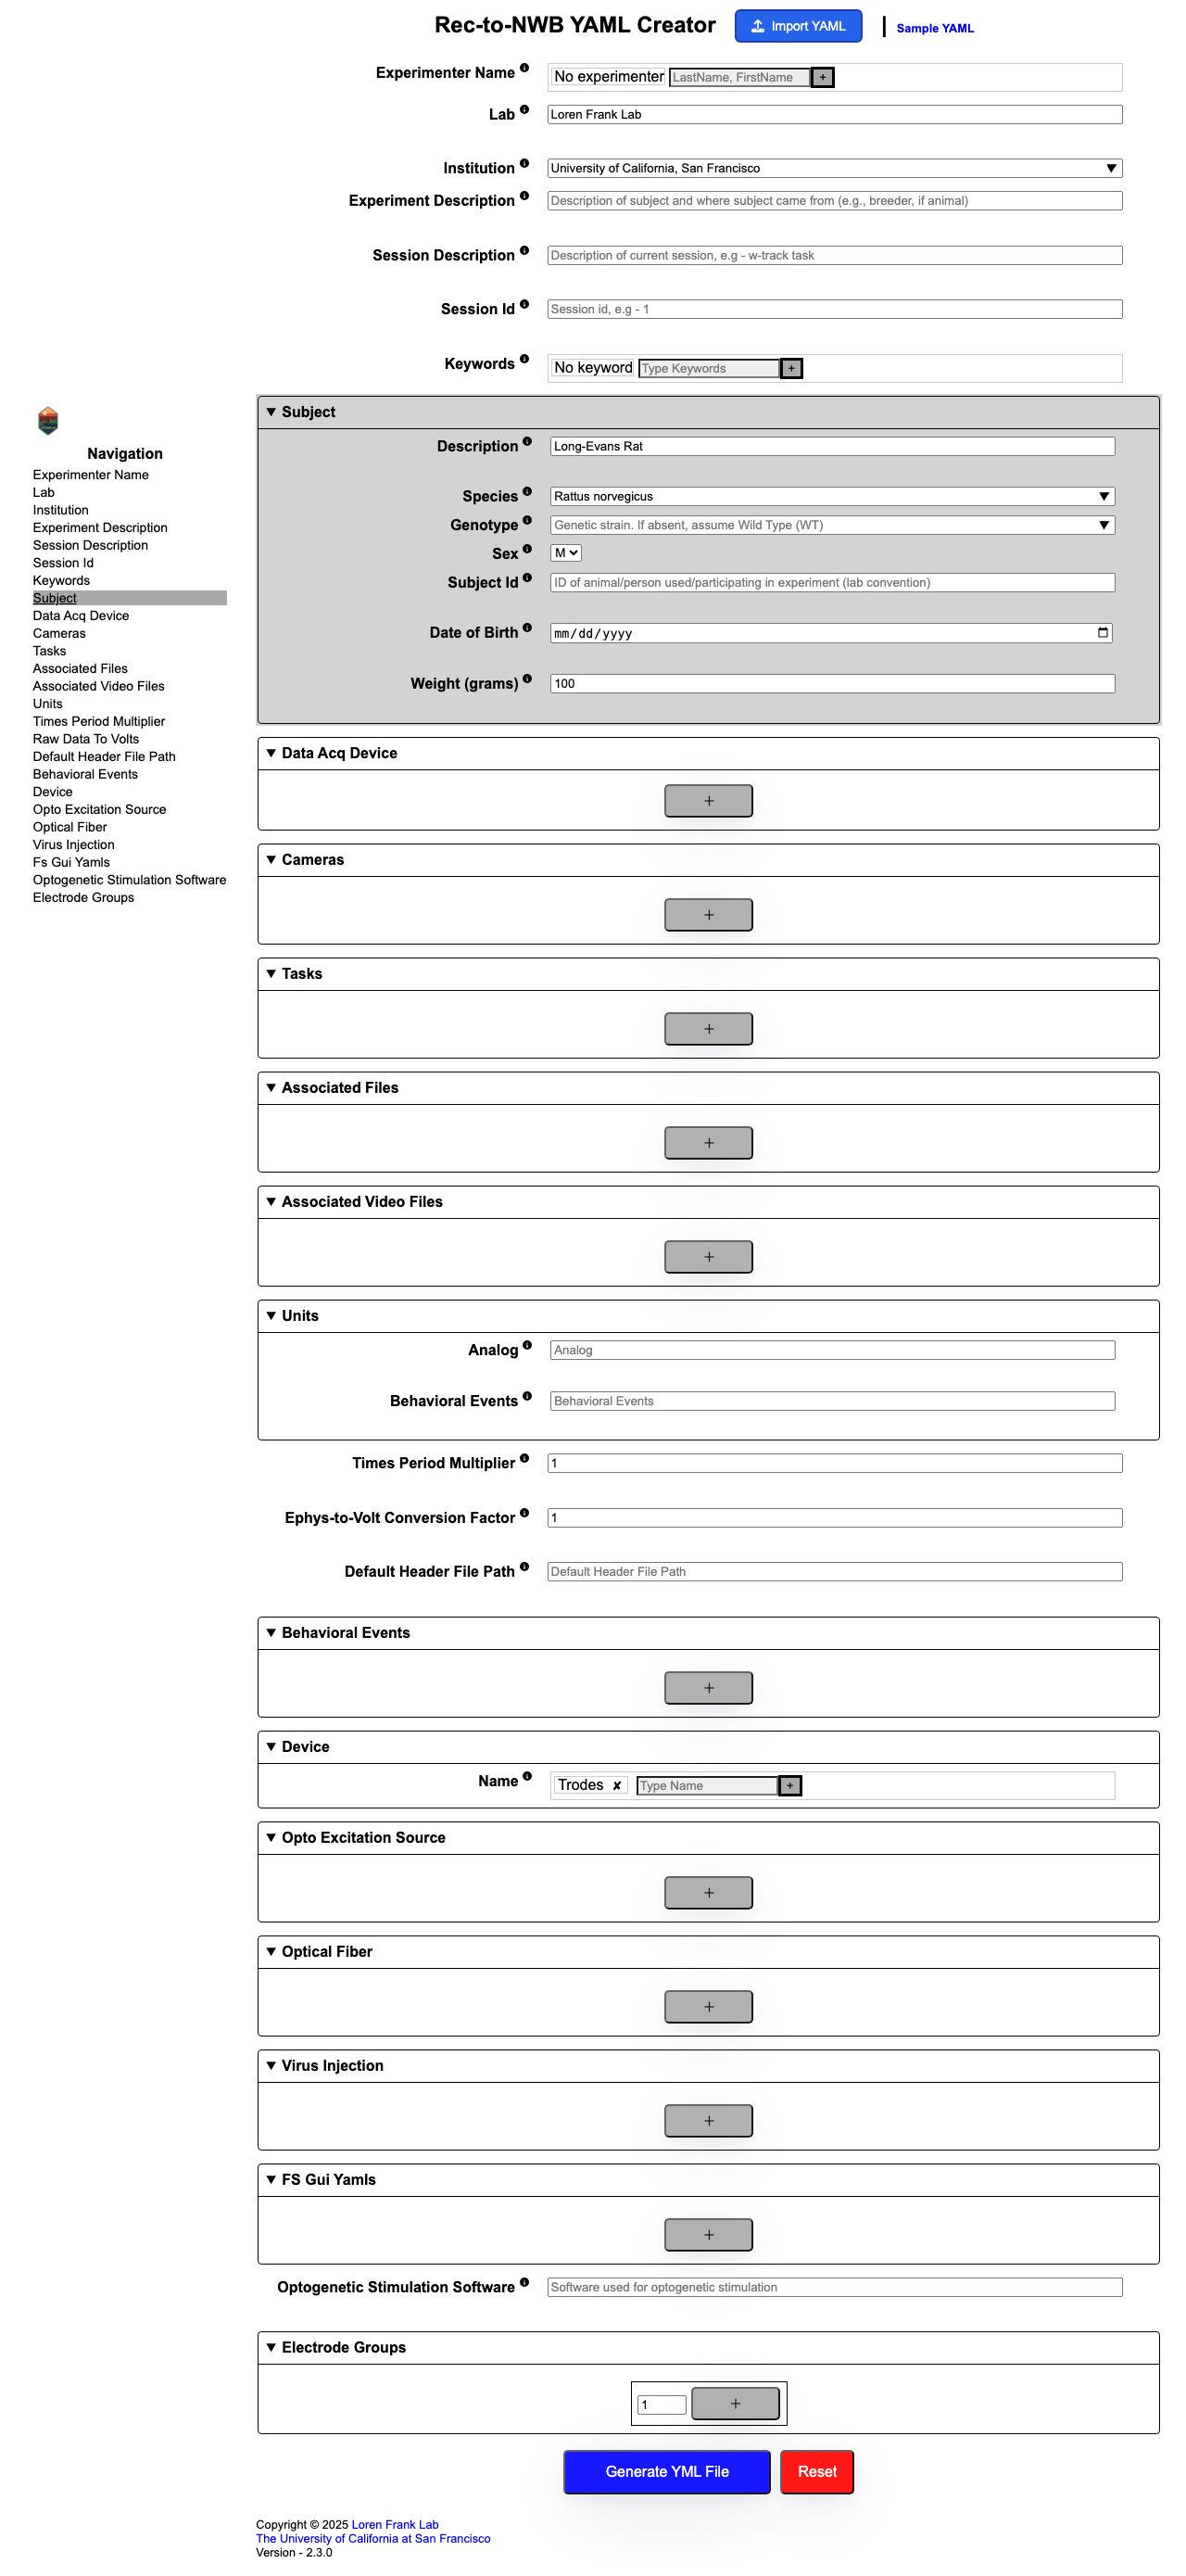 Rec-to-NWB YAML Creator
Import YAML
Sample YAML
Experimenter Name
No experimenter
LastName, FirstName
+
Lab
Loren Frank Lab
Institution
University of California, San Francisco
Experiment Description
Description of subject and where subject came from (e.g., breeder, if animal)
Session Description
Description of current session, e.g - w-track task
Session Id
Session id, e.g - 1
Keywords
No keyword
Type Keywords
+
Navigation
Experimenter Name
Lab
Institution
Experiment Description
Session Description
Session Id
Keywords
Subject
Data Acq Device
Cameras
Tasks
Associated Files
Associated Video Files
Units
Times Period Multiplier
Raw Data To Volts
Default Header File Path
Behavioral Events
Device
Opto Excitation Source
Optical Fiber
Virus Injection
Fs Gui Yamls
Optogenetic Stimulation Software
Electrode Groups
Subject
Description
Long-Evans Rat
Species
Rattus norvegicus
Genotype
Genetic strain. If absent, assume Wild Type (WT)
Sex
M
Subject Id
ID of animal/person used/participating in experiment (lab convention)
Date of Birth
mm/dd/yyyy
Weight (grams)
100
Data Acq Device
+
Cameras
+
Tasks
+
Associated Files
+
Associated Video Files
+
Units
Analog
Analog
Behavioral Events
Behavioral Events
Times Period Multiplier
1
Ephys-to-Volt Conversion Factor
1
Default Header File Path
Default Header File Path
Behavioral Events
+
Device
Name
Trodes ✘
Type Name
+
Opto Excitation Source
+
Optical Fiber
+
Virus Injection
+
FS Gui Yamls
+
Optogenetic Stimulation Software
Software used for optogenetic stimulation
Electrode Groups
1
+
Generate YML File
Reset
Copyright © 2025 Loren Frank Lab
The University of California at San Francisco
Version - 2.3.0